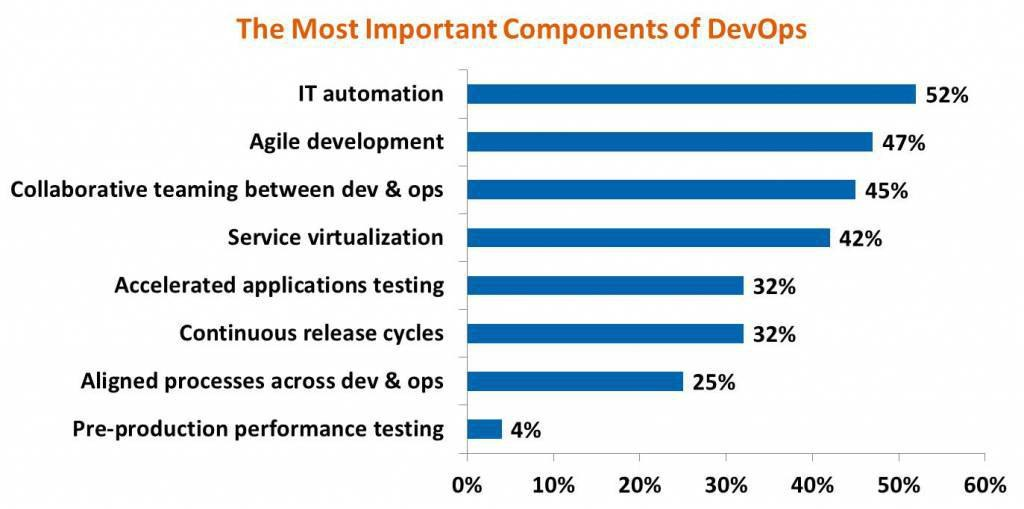 The Most Important Components of DevOps
IT automation 52%
Agile development 47%
Collaborative teaming between dev & ops 45%
Service virtualization 42%
Accelerated applications testing 32%
Continuous release cycles 32%
Aligned processes across dev & ops 25%
Pre-production performance testing 4%
0% 10% 20% 30% 40% 50% 60%